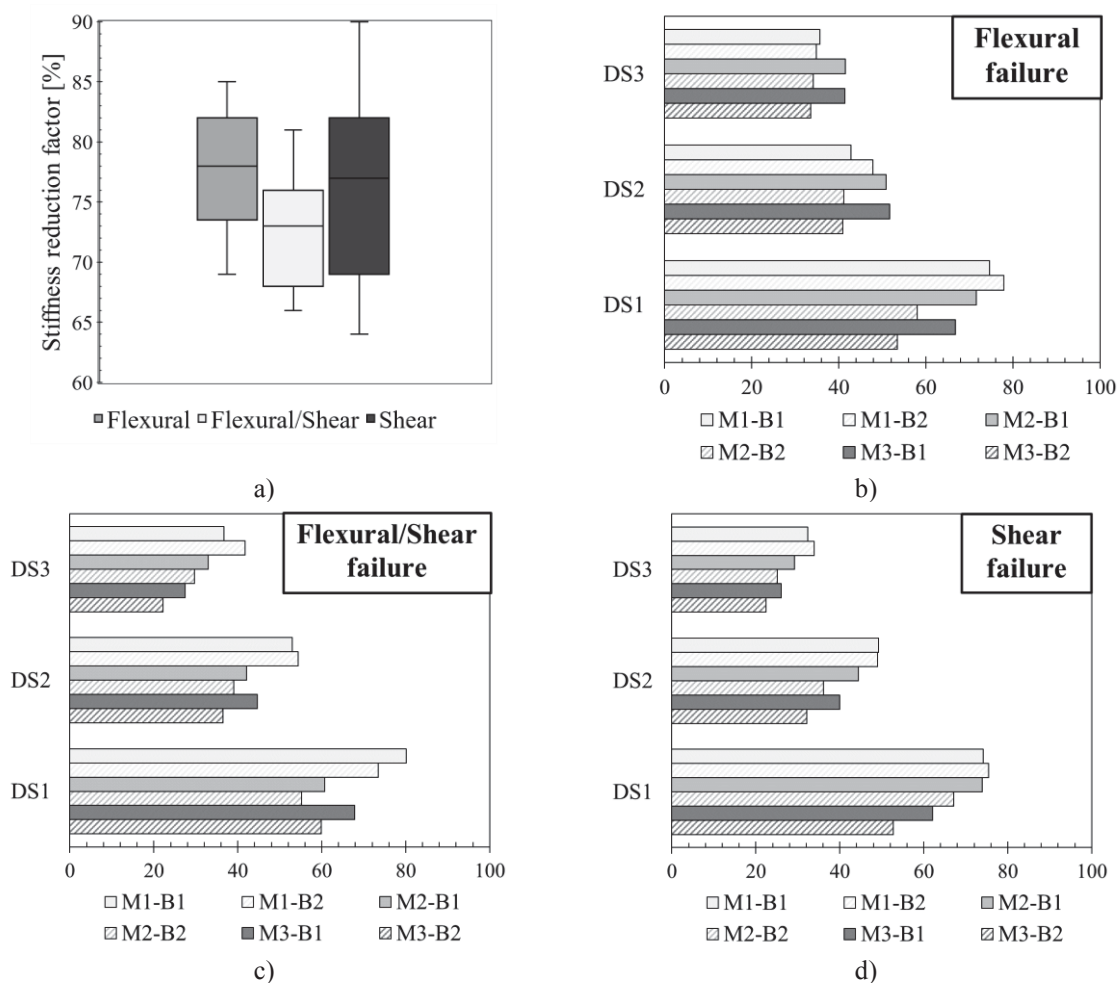 Stiffness reduction factor [%]
90
85
80
75
70
65
60
Flexural Flexural/Shear Shear
a)
Flexural
failure
DS3
DS2
DS1
0 20 40 60 80 100
M1-B1 M1-B2 M2-B1
M2-B2 M3-B1 M3-B2
b)
Flexural/Shear
failure
DS3
DS2
DS1
0 20 40 60 80 100
M1-B1 M1-B2 M2-B1
M2-B2 M3-B1 M3-B2
c)
Shear
failure
DS3
DS2
DS1
0 20 40 60 80 100
M1-B1 M1-B2 M2-B1
M2-B2 M3-B1 M3-B2
d)